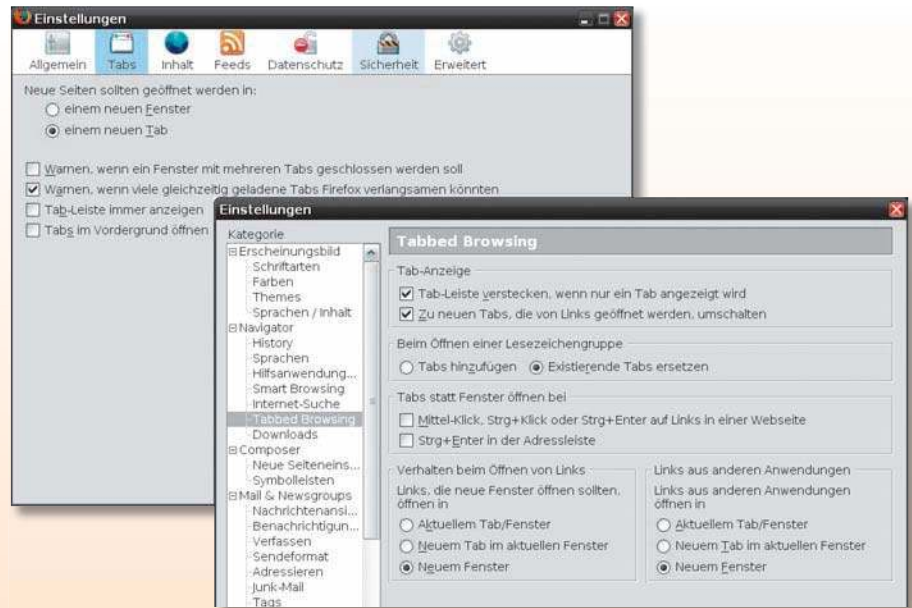 Einstellungen
Allgemein Tabs Inhalt Feeds Datenschutz Sicherheit Erweitert
Neue Seiten sollten geöffnet werden in:
einem neuen Fenster
einem neuen Tab
Warnen, wenn ein Fenster mit mehreren Tabs geschlossen werden soll
Warnen, wenn viele gleichzeitig geladene Tabs Firefox verlangsamen könnten
Tab-Leiste immer anzeigen
Tabs im Vordergrund öffnen
Einstellungen
Kategorie
Erscheinungsbild
Schriftarten
Farben
Themes
Sprachen / Inhalt
Navigator
History
Sprachen
Hilfsanwendung...
Smart Browsing
Internet-Suche
Tabbed Browsing
Downloads
Composer
Neue Seiteneins...
Symbolleisten
Mail & Newsgroups
Nachrichtenansi...
Benachrichtigun...
Verfassen
Sendeformat
Adressieren
Junk-Mail
Tags
Tabbed Browsing
Tab-Anzeige
Tab-Leiste verstecken, wenn nur ein Tab angezeigt wird
Zu neuen Tabs, die von Links geöffnet werden, umschalten
Beim Öffnen einer Lesezeichengruppe
Tabs hinzufügen Existierende Tabs ersetzen
Tabs statt Fenster öffnen bei
Mittel-Klick, Strg+Klick oder Strg+Enter auf Links in einer Webseite
Strg+Enter in der Adressleiste
Verhalten beim Öffnen von Links
Links, die neue Fenster öffnen sollten,
öffnen in
Aktuellem Tab/Fenster
Neuem Tab im aktuellen Fenster
Neuem Fenster
Links aus anderen Anwendungen
Links aus anderen Anwendungen
öffnen in
Aktuellem Tab/Fenster
Neuem Tab im aktuellen Fenster
Neuem Fenster